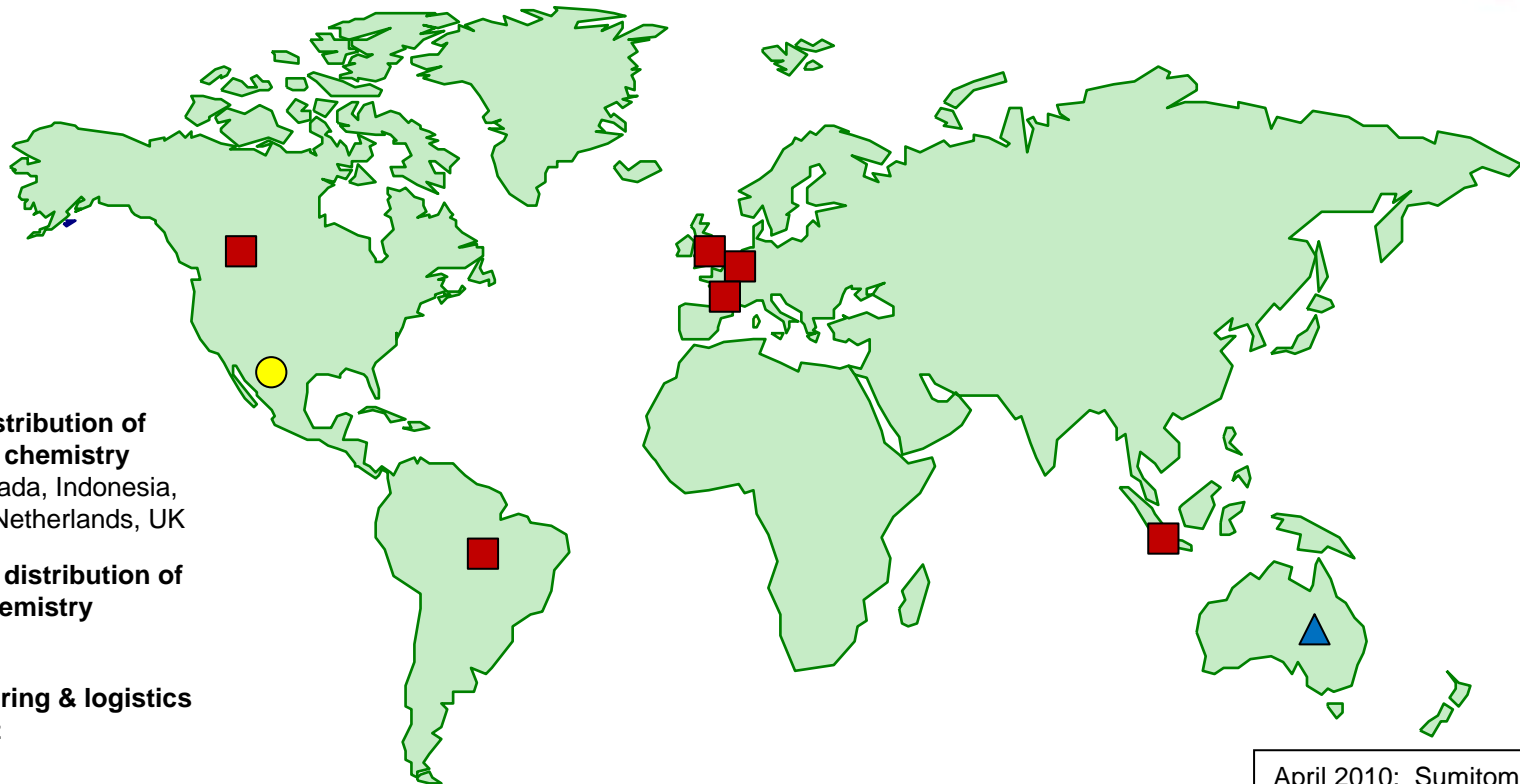 stribution of
chemistry
ada, Indonesia,
Netherlands, UK
distribution of
emistry
ring & logistics
April 2010: Sumitom